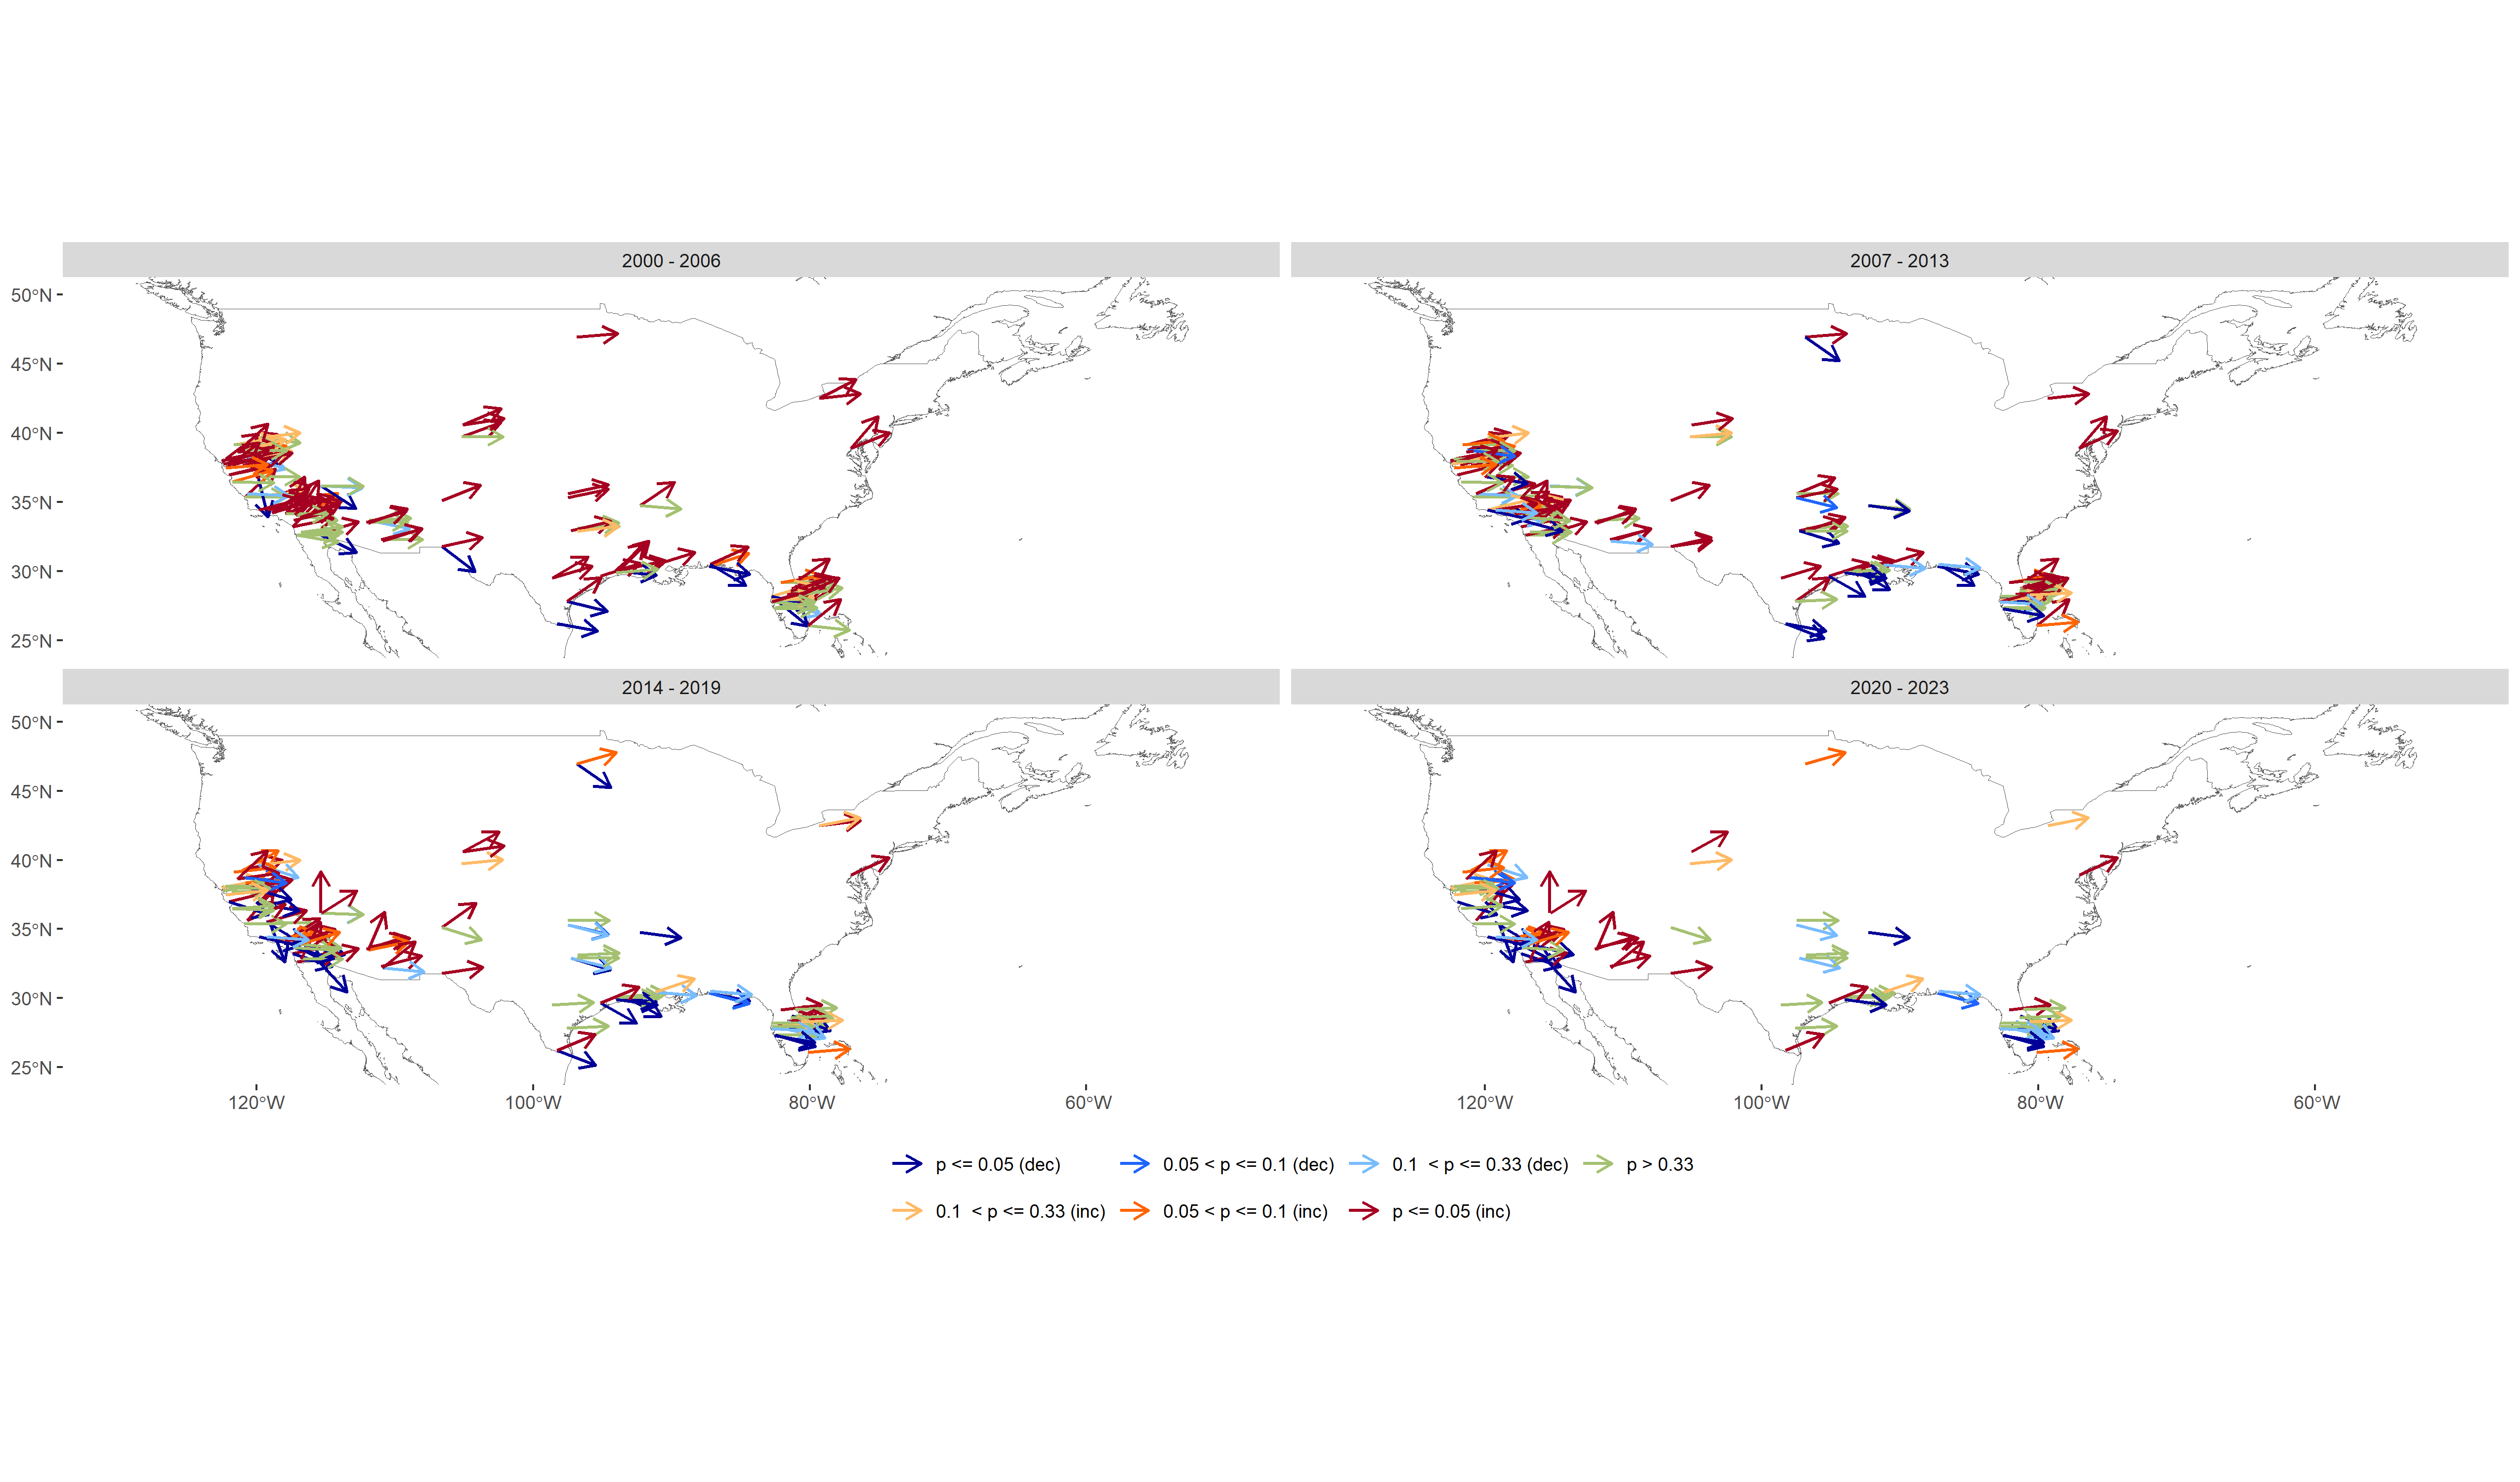 2000 - 2006
2007 - 2013
50°N
45°N
40°N
35°N
30°N
25°N
2014 - 2019
2020 - 2023
50°N
45°N
40°N
35°N
30°N
25°N
120°W
100°W
80°W
60°W
120°W
100°W
80°W
60°W
p <= 0.05 (dec)
0.05 < p <= 0.1 (dec)
0.1 < p <= 0.33 (dec)
p > 0.33
0.1 < p <= 0.33 (inc)
0.05 < p <= 0.1 (inc)
p <= 0.05 (inc)